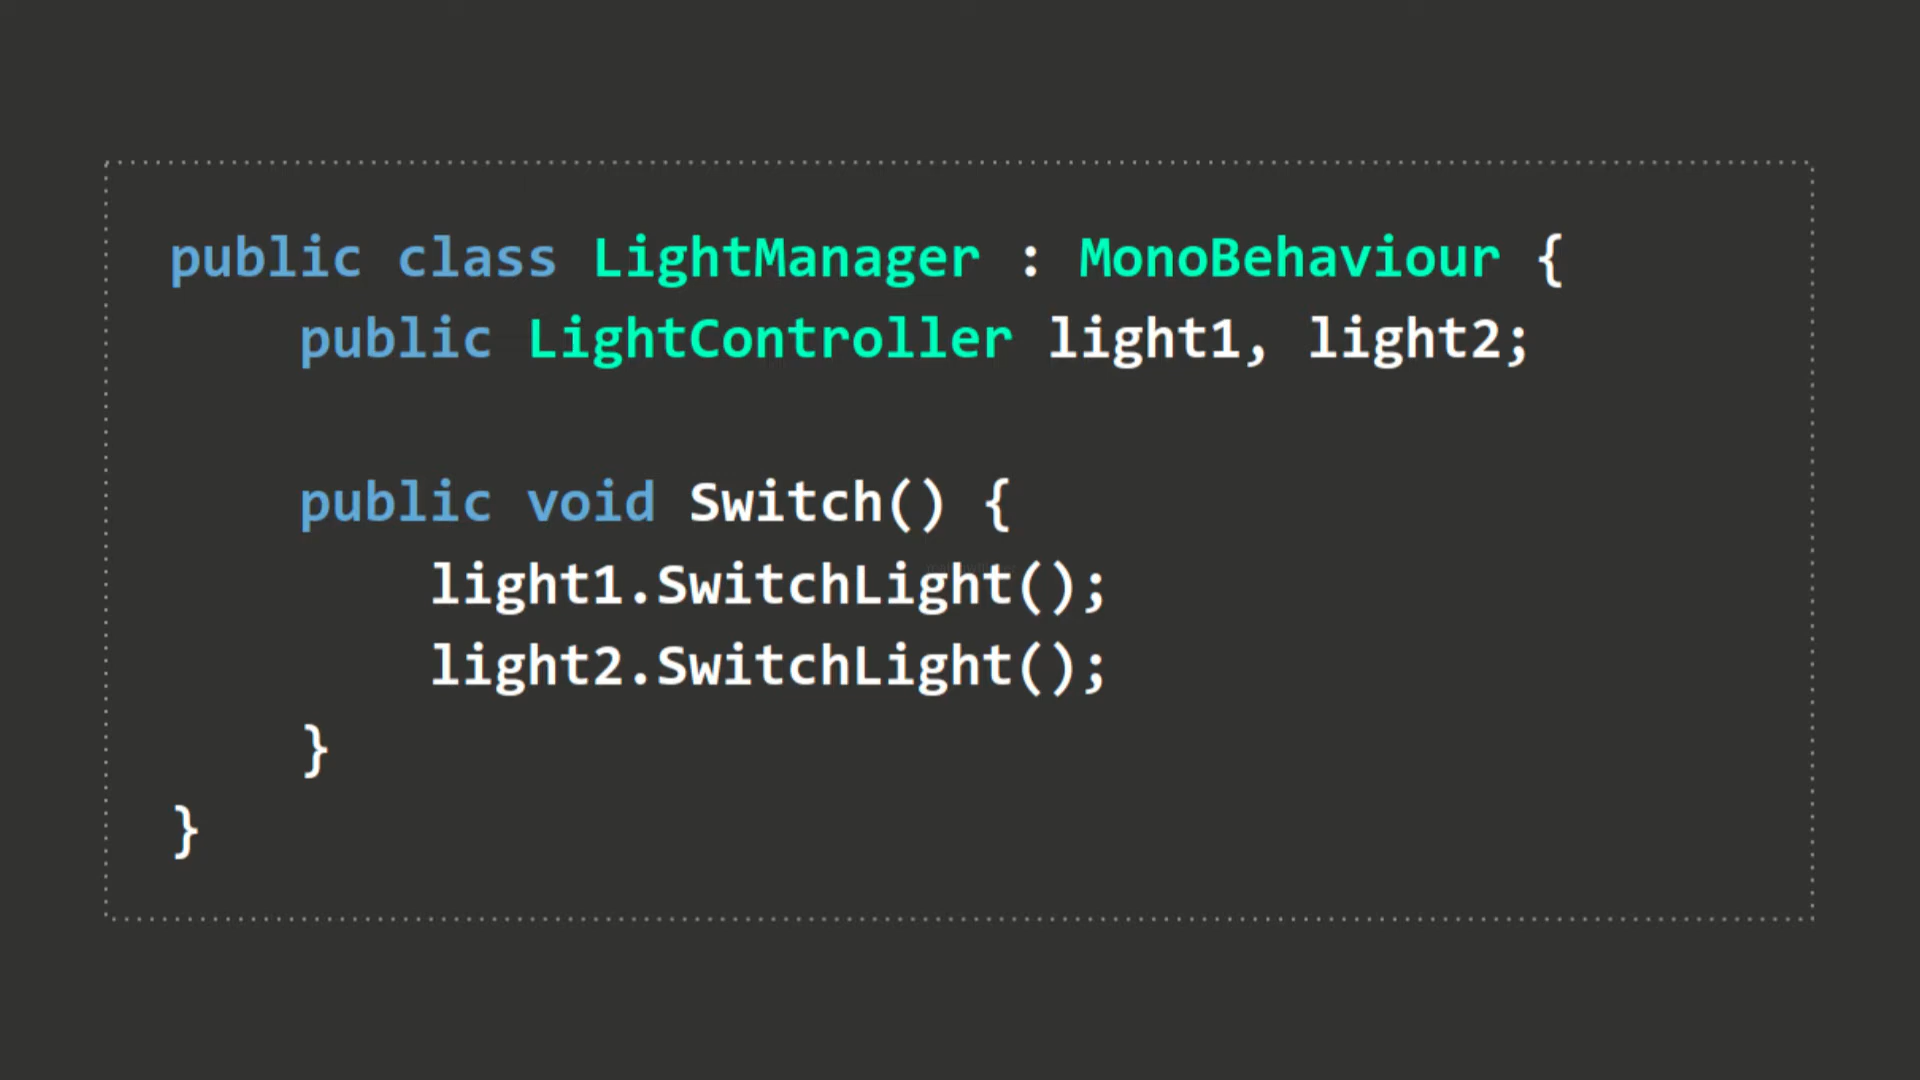 public class LightManager : MonoBehaviour {
public LightController light1, light2;
public void Switch() {
light1.SwitchLight();
light2.SwitchLight();
}
}